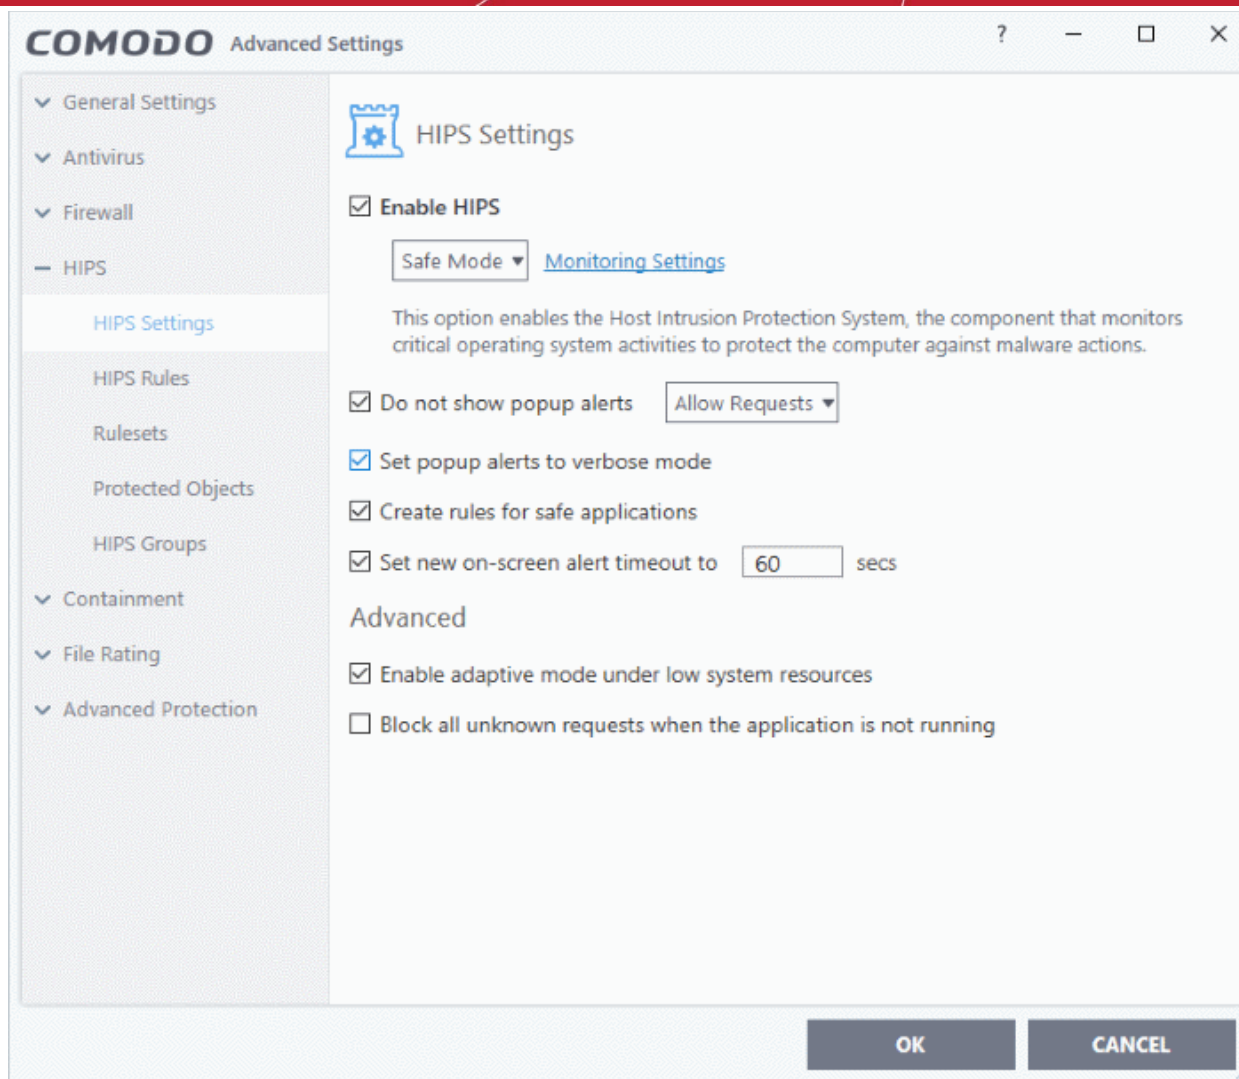 COMODO Advanced Settings ?
General Settings
Antivirus
Firewall
HIPS
HIPS Settings
HIPS Rules
Rulesets
Protected Objects
HIPS Groups
Containment
File Rating
Advanced Protection
HIPS Settings
Enable HIPS
Safe Mode Monitoring Settings
This option enables the Host Intrusion Protection System, the component that monitors
critical operating system activities to protect the computer against malware actions.
Do not show popup alerts Allow Requests
Set popup alerts to verbose mode
Create rules for safe applications
Set new on-screen alert timeout to 60 secs
Advanced
Enable adaptive mode under low system resources
Block all unknown requests when the application is not running
OK CANCEL